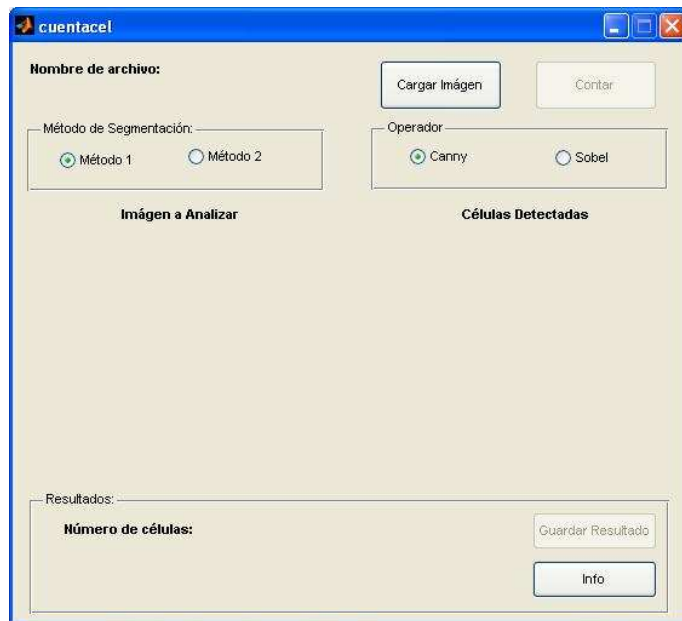 cuentacel
Nombre de archivo:
Cargar Imágen
Contar
Método de Segmentación:
Método 1
Método 2
Operador
Canny
Sobel
Imágen a Analizar
Células Detectadas
Resultados:
Número de células:
Guardar Resultado
Info